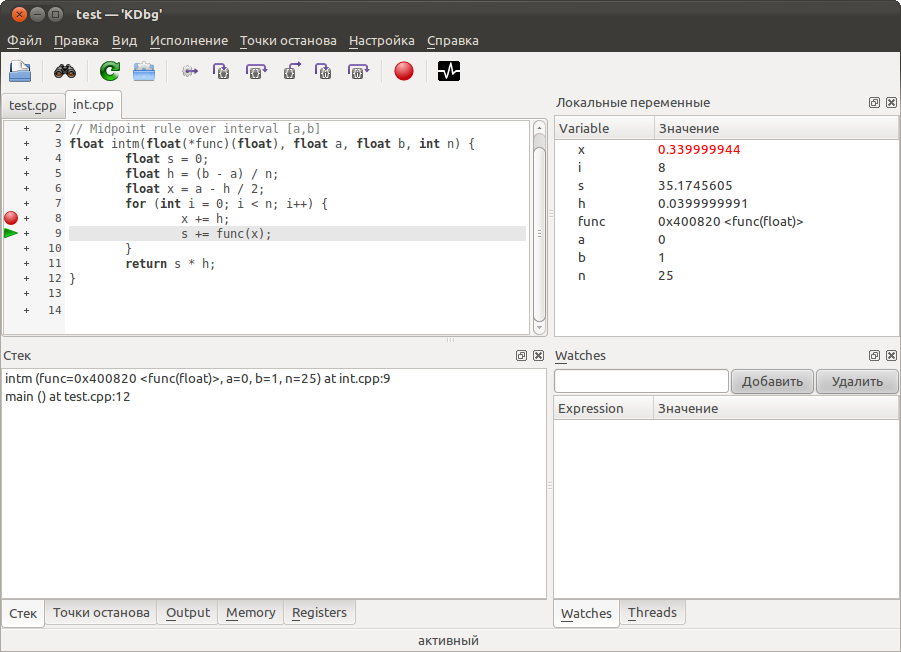 test — 'KDbg'
Файл Правка Вид Исполнение Точки останова Настройка Справка
test.cpp int.cpp
+ 2 // Midpoint rule over interval [a,b]
+ 3 float intm(float(*func)(float), float a, float b, int n) {
+ 4 float s = 0;
+ 5 float h = (b - a) / n;
+ 6 float x = a - h / 2;
+ 7 for (int i = 0; i < n; i++) {
+ 8 x += h;
+ 9 s += func(x);
+ 10 }
+ 11 return s * h;
+ 12 }
+ 13
+ 14
Локальные переменные
Variable Значение
x 0.339999944
i 8
s 35.1745605
h 0.0399999991
func 0x400820 <func(float)>
a 0
b 1
n 25
Стек
intm (func=0x400820 <func(float)>, a=0, b=1, n=25) at int.cpp:9
main () at test.cpp:12
Стек Точки останова Output Memory Registers
Watches
Добавить Удалить
Expression Значение
Watches Threads
активный